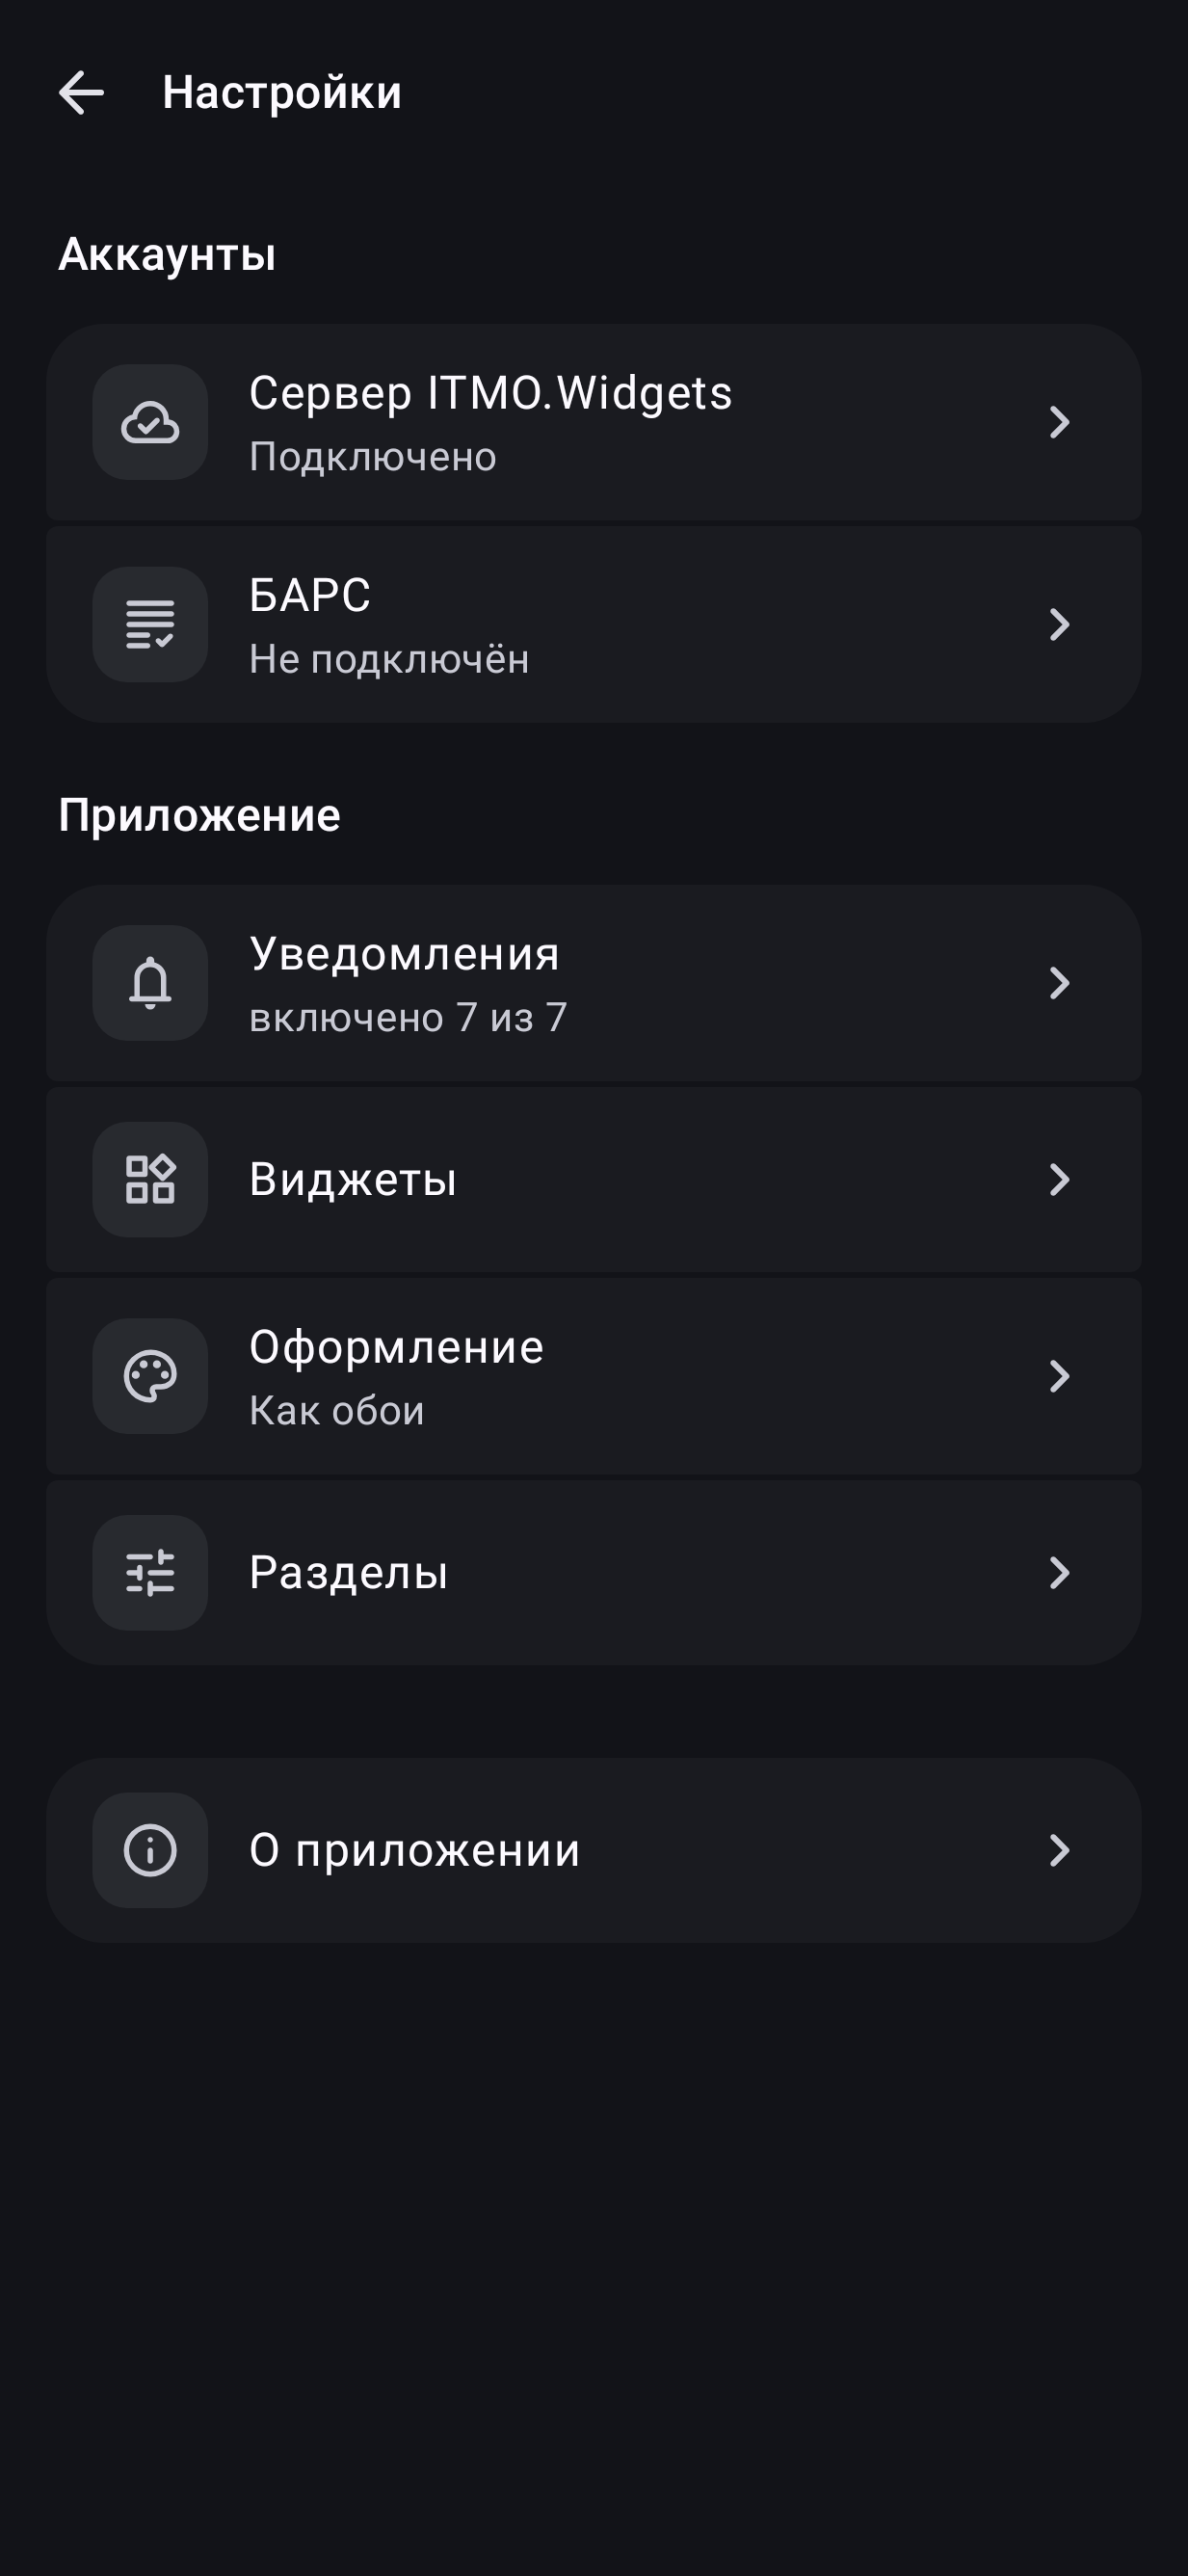 Настройки
Аккаунты
Сервер ITMO.Widgets
Подключено
БАРС
Не подключён
Приложение
Уведомления
включено 7 из 7
Виджеты
Оформление
Как обои
Разделы
О приложении